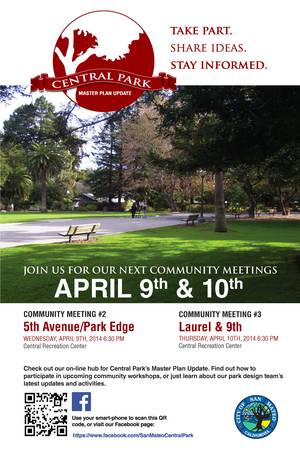 TAKE PART.
SHARE IDEAS.
STAY INFORMED.
CENTRAL PARK
MASTER PLAN UPDATE
JOIN US FOR OUR NEXT COMMUNITY MEETINGS
APRIL 9th & 10th
COMMUNITY MEETING #2
5th Avenue/Park Edge
WEDNESDAY, APRIL 9TH, 2014 6:30 PM
Central Recreation Center
COMMUNITY MEETING #3
Laurel & 9th
THURSDAY, APRIL 10TH, 2014 6:30 PM
Central Recreation Center
Check out our on-line hub for Central Park's Master Plan Update. Find out how to
participate in upcoming community workshops, or just learn about our park design team's
latest updates and activities.
Use your smart-phone to scan this QR
code, or visit our Facebook page:
https://www.facebook.com/SanMateoCentralPark
CITY OF SAN MATEO
CALIFORNIA